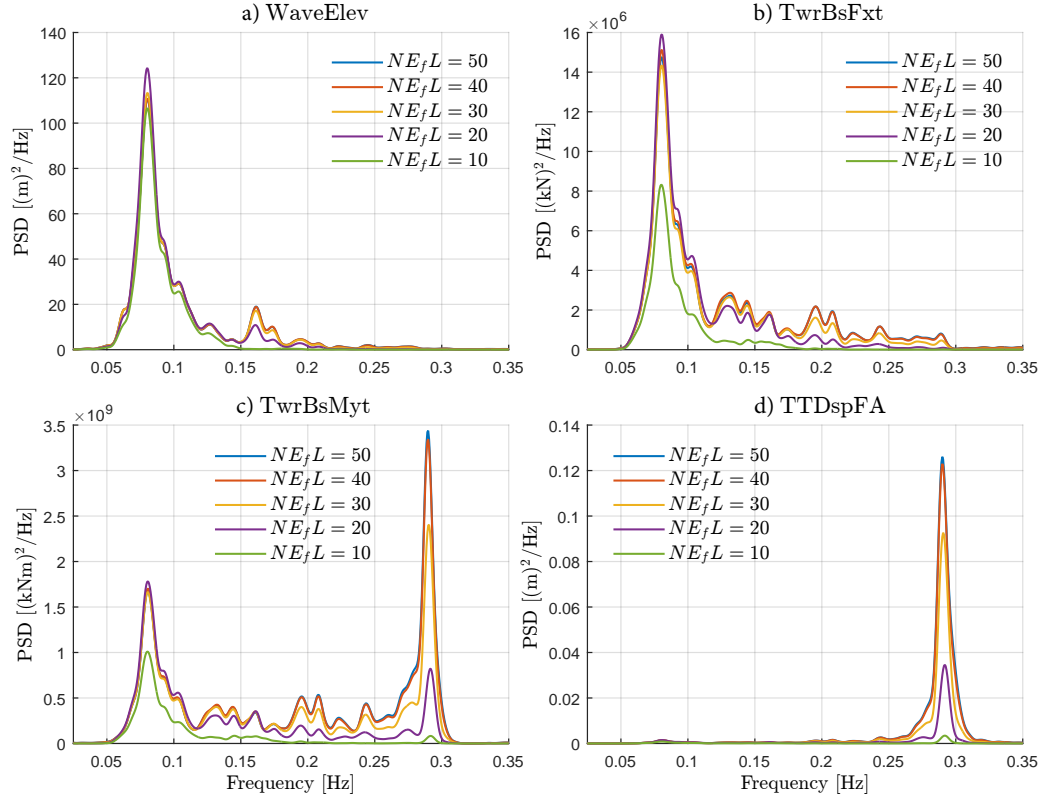 a) WaveElev
PSD [(m)²/Hz]
140
120
100
80
60
40
20
0
0.05 0.1 0.15 0.2 0.25 0.3 0.35
NE_fL = 50
NE_fL = 40
NE_fL = 30
NE_fL = 20
NE_fL = 10
b) TwrBsFxt
×10⁶
PSD [(kN)²/Hz]
16
14
12
10
8
6
4
2
0
0.05 0.1 0.15 0.2 0.25 0.3 0.35
NE_fL = 50
NE_fL = 40
NE_fL = 30
NE_fL = 20
NE_fL = 10
c) TwrBsMyt
×10⁹
PSD [(kNm)²/Hz]
3.5
3
2.5
2
1.5
1
0.5
0
0.05 0.1 0.15 0.2 0.25 0.3 0.35
Frequency [Hz]
NE_fL = 50
NE_fL = 40
NE_fL = 30
NE_fL = 20
NE_fL = 10
d) TTDspFA
PSD [(m)²/Hz]
0.14
0.12
0.1
0.08
0.06
0.04
0.02
0
0.05 0.1 0.15 0.2 0.25 0.3 0.35
Frequency [Hz]
NE_fL = 50
NE_fL = 40
NE_fL = 30
NE_fL = 20
NE_fL = 10